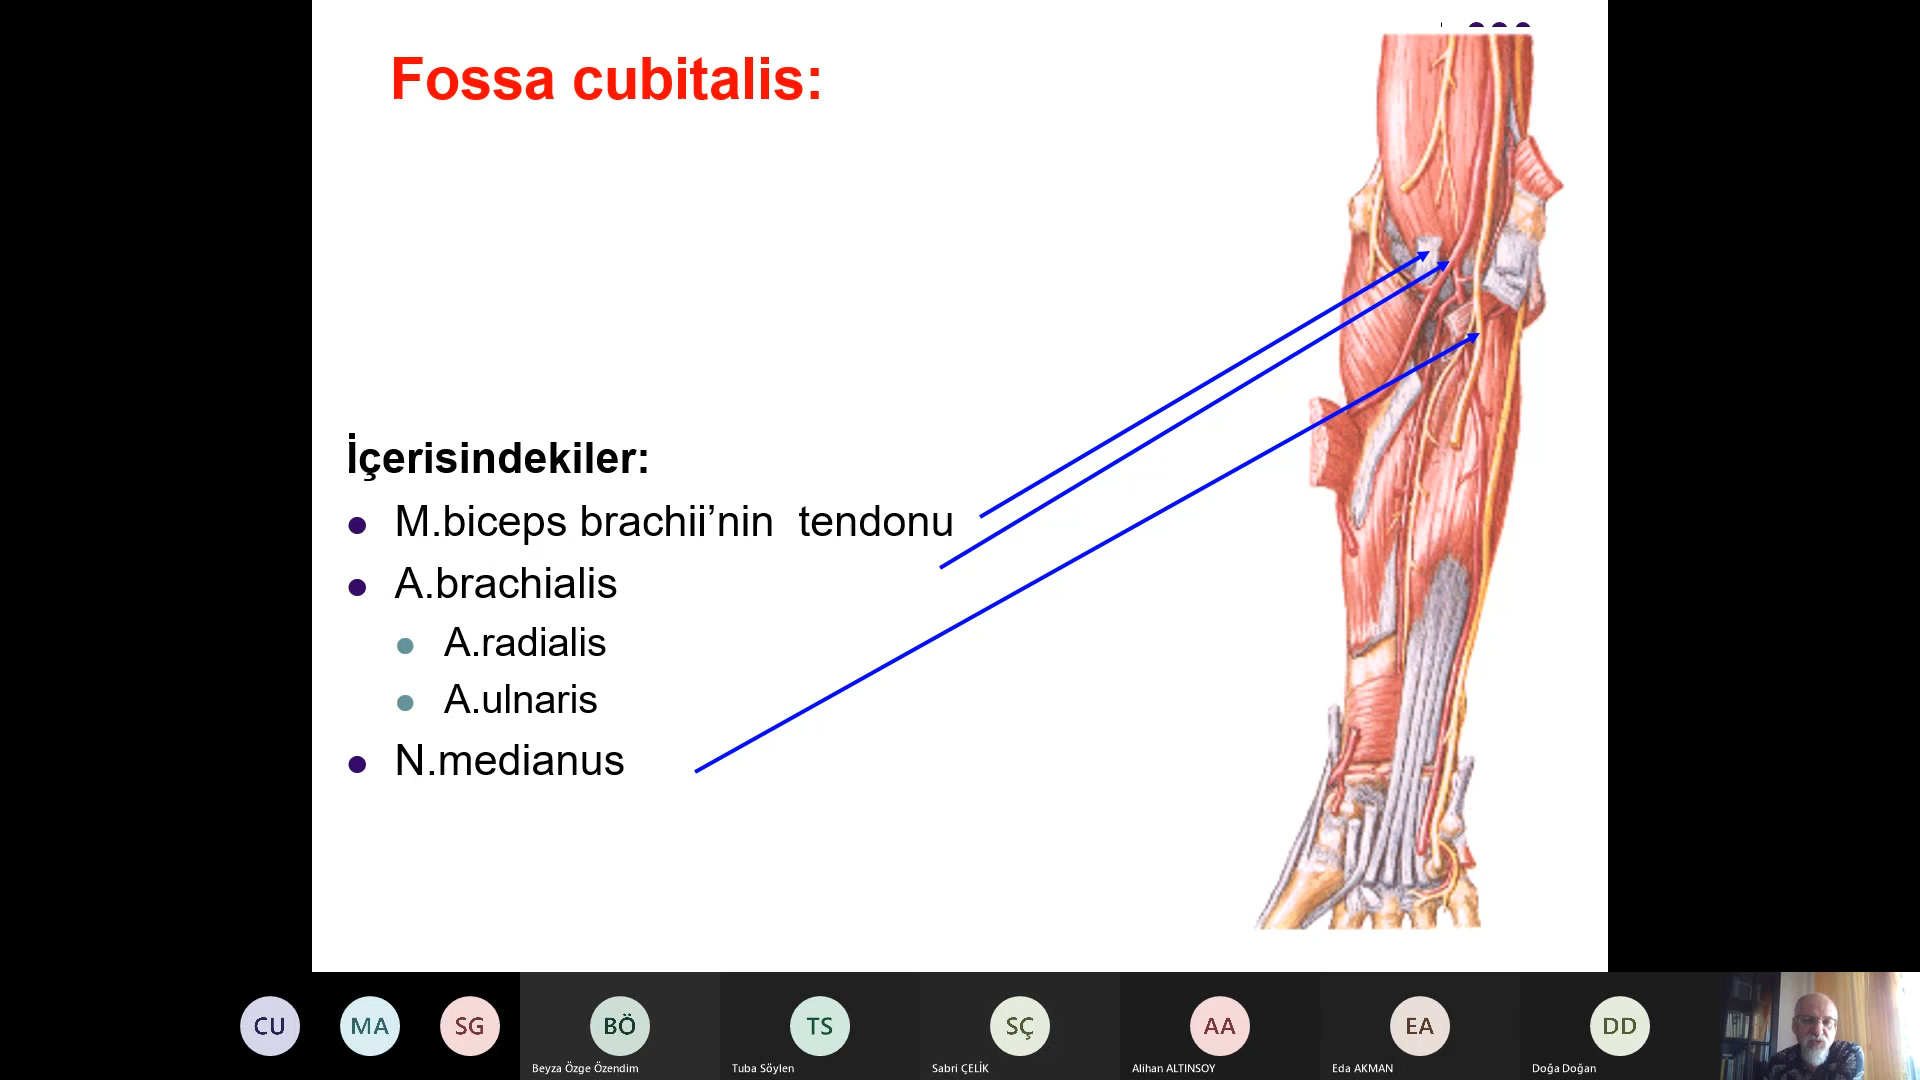 Fossa cubitalis:
İçerisindekiler:
M.biceps brachii’nin tendonu
A.brachialis
A.radialis
A.ulnaris
N.medianus
CU MA SG BÖ TS SÇ AA EA DD
Beyza Özge Özendim Tuba Söylen Sabri ÇELİK Alihan ALTINSOY Eda AKMAN Doğa Doğan